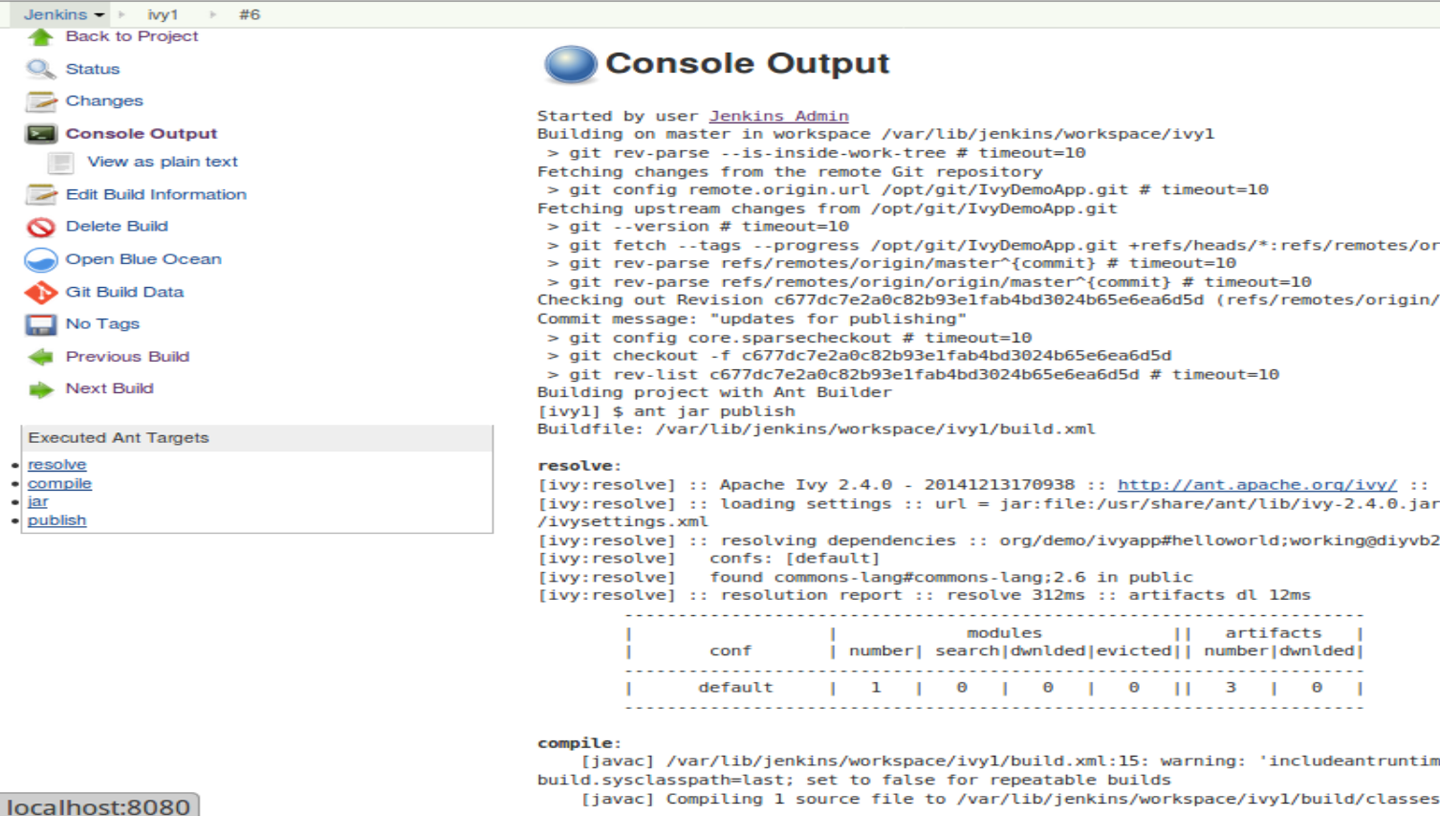 Jenkins ivy1 #6
Back to Project
Status
Changes
Console Output
View as plain text
Edit Build Information
Delete Build
Open Blue Ocean
Git Build Data
No Tags
Previous Build
Next Build
Executed Ant Targets
resolve
compile
jar
publish
Console Output
Started by user Jenkins Admin
Building on master in workspace /var/lib/jenkins/workspace/ivy1
> git rev-parse --is-inside-work-tree # timeout=10
Fetching changes from the remote Git repository
> git config remote.origin.url /opt/git/IvyDemoApp.git # timeout=10
Fetching upstream changes from /opt/git/IvyDemoApp.git
> git --version # timeout=10
> git fetch --tags --progress /opt/git/IvyDemoApp.git +refs/heads/*:refs/remotes/or
> git rev-parse refs/remotes/origin/master^{commit} # timeout=10
> git rev-parse refs/remotes/origin/origin/master^{commit} # timeout=10
Checking out Revision c677dc7e2a0c82b93e1fab4bd3024b65e6ea6d5d (refs/remotes/origin/
Commit message: "updates for publishing"
> git config core.sparsecheckout # timeout=10
> git checkout -f c677dc7e2a0c82b93e1fab4bd3024b65e6ea6d5d
> git rev-list c677dc7e2a0c82b93e1fab4bd3024b65e6ea6d5d # timeout=10
Building project with Ant Builder
[ivy1] $ ant jar publish
Buildfile: /var/lib/jenkins/workspace/ivy1/build.xml
resolve:
[ivy:resolve] :: Apache Ivy 2.4.0 - 20141213170938 :: http://ant.apache.org/ivy/ ::
[ivy:resolve] :: loading settings :: url = jar:file:/usr/share/ant/lib/ivy-2.4.0.jar
/ivysettings.xml
[ivy:resolve] :: resolving dependencies :: org/demo/ivyapp#helloworld;working@diyvb2
[ivy:resolve] confs: [default]
[ivy:resolve] found commons-lang#commons-lang;2.6 in public
[ivy:resolve] :: resolution report :: resolve 312ms :: artifacts dl 12ms
---------------------------------------------------------------------
| | modules || artifacts |
| conf | number| search|dwnlded|evicted|| number|dwnlded|
---------------------------------------------------------------------
| default | 1 | 0 | 0 | 0 || 3 | 0 |
---------------------------------------------------------------------
compile:
[javac] /var/lib/jenkins/workspace/ivy1/build.xml:15: warning: 'includeantruntim
build.sysclasspath=last; set to false for repeatable builds
[javac] Compiling 1 source file to /var/lib/jenkins/workspace/ivy1/build/classes
localhost:8080